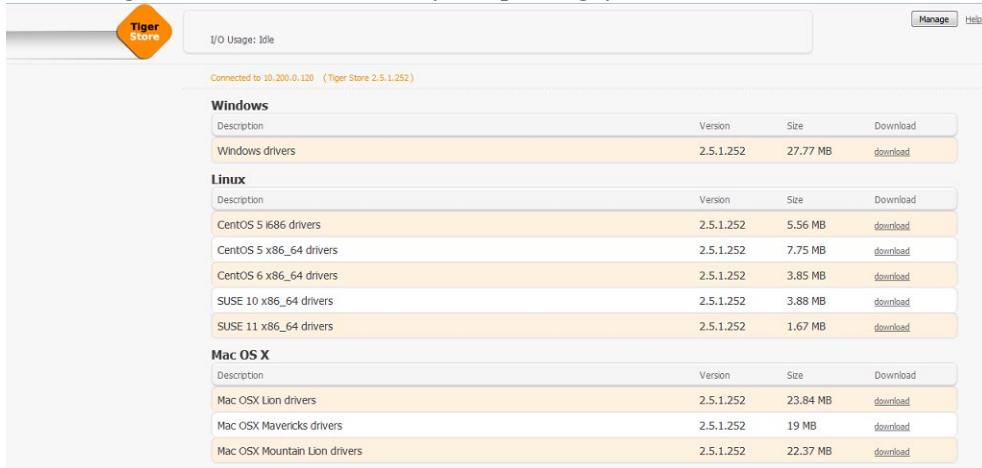 Tiger
Store
I/O Usage: Idle
Manage Help
Connected to 10.200.0.120 (Tiger Store 2.5.1.252)
Windows
Description Version Size Download
Windows drivers 2.5.1.252 27.77 MB download
Linux
Description Version Size Download
CentOS 5 i686 drivers 2.5.1.252 5.56 MB download
CentOS 5 x86_64 drivers 2.5.1.252 7.75 MB download
CentOS 6 x86_64 drivers 2.5.1.252 3.85 MB download
SUSE 10 x86_64 drivers 2.5.1.252 3.88 MB download
SUSE 11 x86_64 drivers 2.5.1.252 1.67 MB download
Mac OS X
Description Version Size Download
Mac OSX Lion drivers 2.5.1.252 23.84 MB download
Mac OSX Mavericks drivers 2.5.1.252 19 MB download
Mac OSX Mountain Lion drivers 2.5.1.252 22.37 MB download